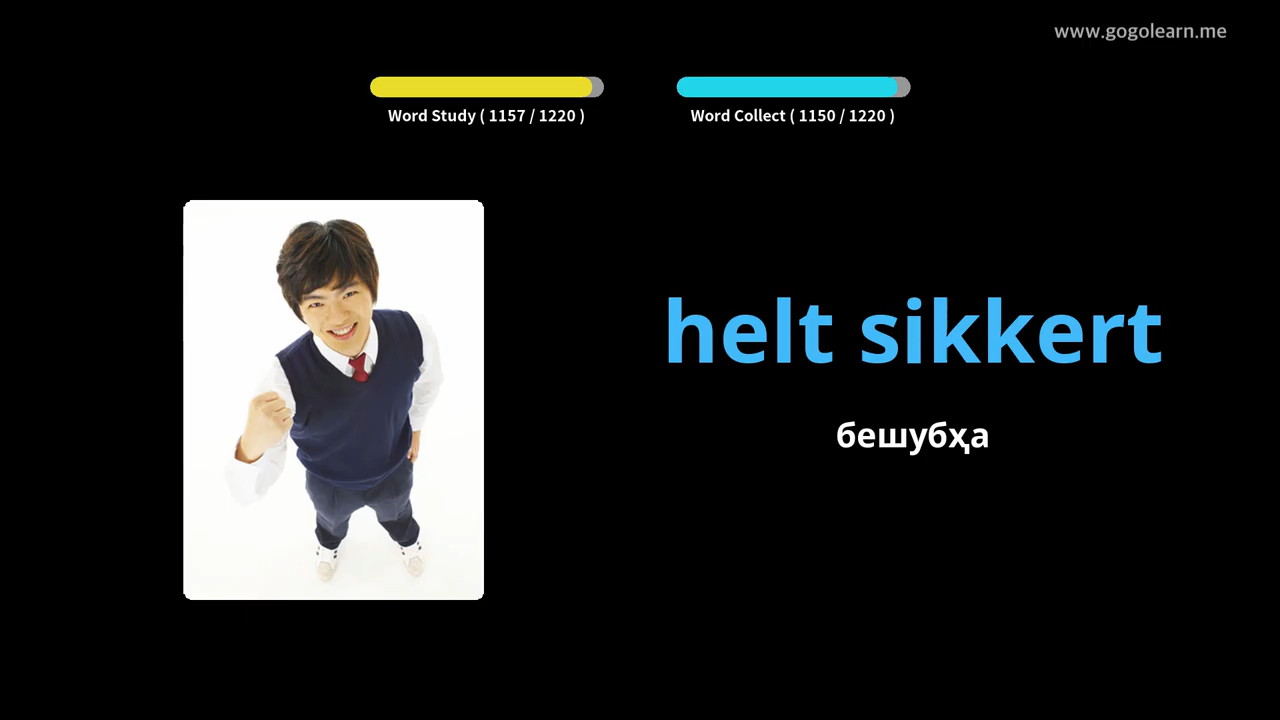 www.gogolearn.me
Word Study ( 1157 / 1220 )
Word Collect ( 1150 / 1220 )
helt sikkert
бешубҳа